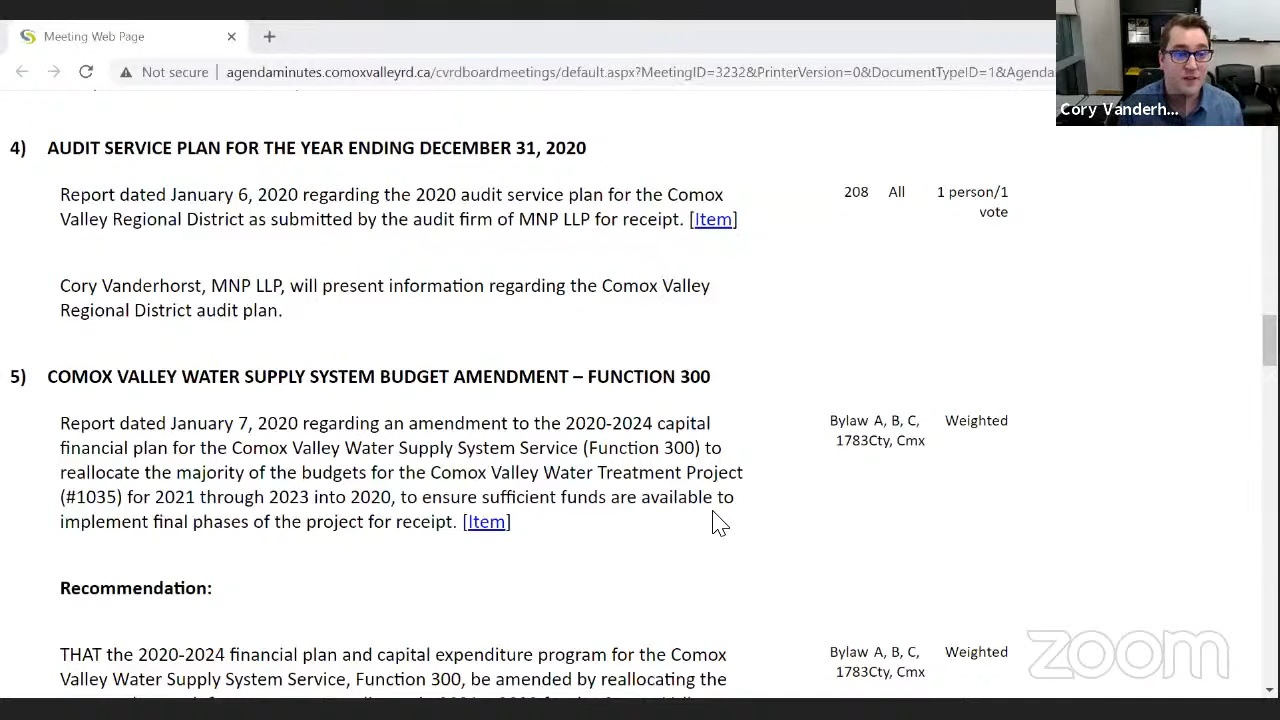 Meeting Web Page
Not secure | agendaminutes.comoxvalleyrd.ca/rdboardmeetings/default.aspx?MeetingID=3232&PrinterVersion=0&DocumentTypeID=1&Agenda
Cory Vanderh...
4) AUDIT SERVICE PLAN FOR THE YEAR ENDING DECEMBER 31, 2020
Report dated January 6, 2020 regarding the 2020 audit service plan for the Comox 208 All 1 person/1
Valley Regional District as submitted by the audit firm of MNP LLP for receipt. [Item] vote
Cory Vanderhorst, MNP LLP, will present information regarding the Comox Valley
Regional District audit plan.
5) COMOX VALLEY WATER SUPPLY SYSTEM BUDGET AMENDMENT – FUNCTION 300
Report dated January 7, 2020 regarding an amendment to the 2020-2024 capital Bylaw A, B, C, Weighted
financial plan for the Comox Valley Water Supply System Service (Function 300) to 1783Cty, Cmx
reallocate the majority of the budgets for the Comox Valley Water Treatment Project
(#1035) for 2021 through 2023 into 2020, to ensure sufficient funds are available to
implement final phases of the project for receipt. [Item]
Recommendation:
THAT the 2020-2024 financial plan and capital expenditure program for the Comox Bylaw A, B, C, Weighted
Valley Water Supply System Service, Function 300, be amended by reallocating the 1783Cty, Cmx
zoom